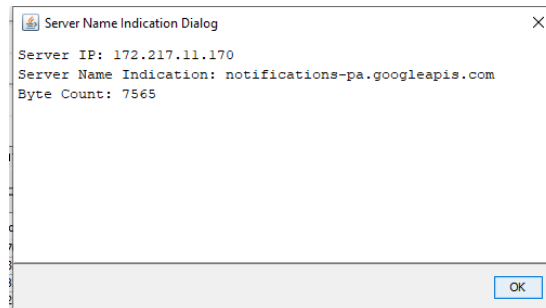 Server Name Indication Dialog
Server IP: 172.217.11.170
Server Name Indication: notifications-pa.googleapis.com
Byte Count: 7565
OK